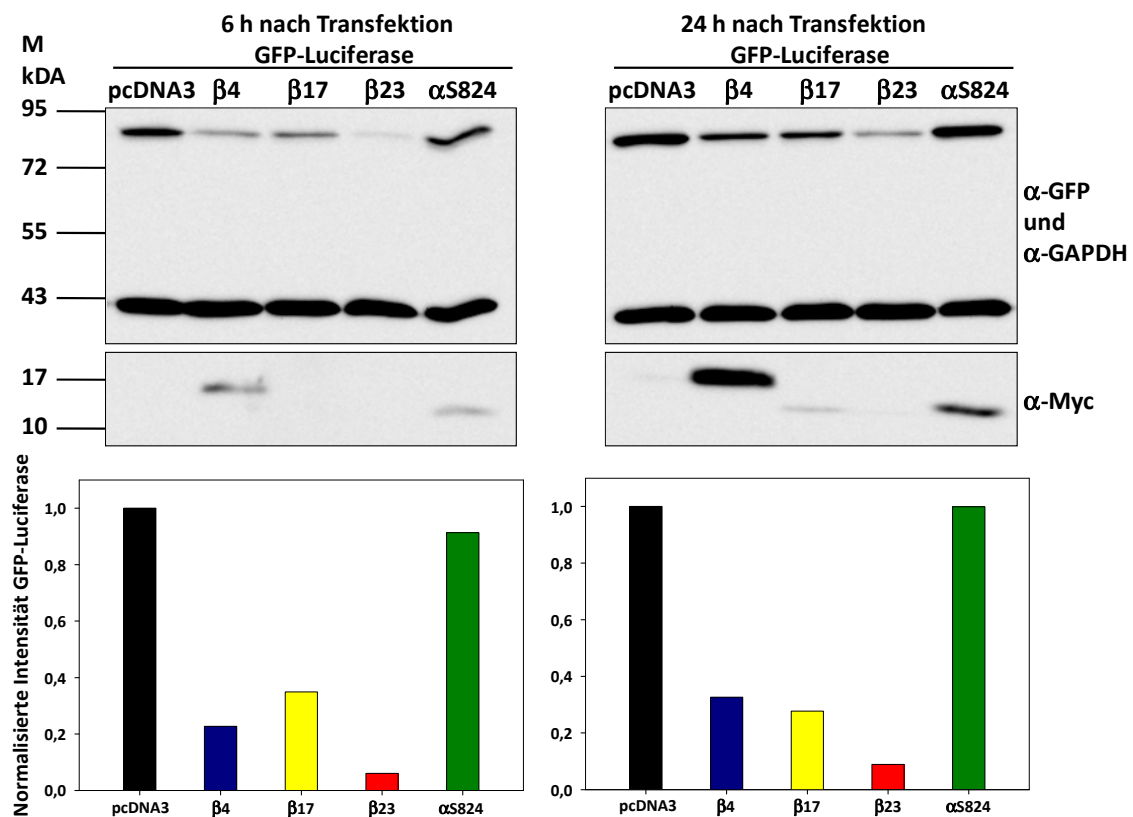 6 h nach Transfektion
GFP-Luciferase
24 h nach Transfektion
GFP-Luciferase
M
kDA
pcDNA3 β4 β17 β23 αS824
pcDNA3 β4 β17 β23 αS824
95
72
55
43
17
10
α-GFP
und
α-GAPDH
α-Myc
Normalisierte Intensität GFP-Luciferase
1,0
0,8
0,6
0,4
0,2
0,0
pcDNA3 β4 β17 β23 αS824
1,0
0,8
0,6
0,4
0,2
0,0
pcDNA3 β4 β17 β23 αS824